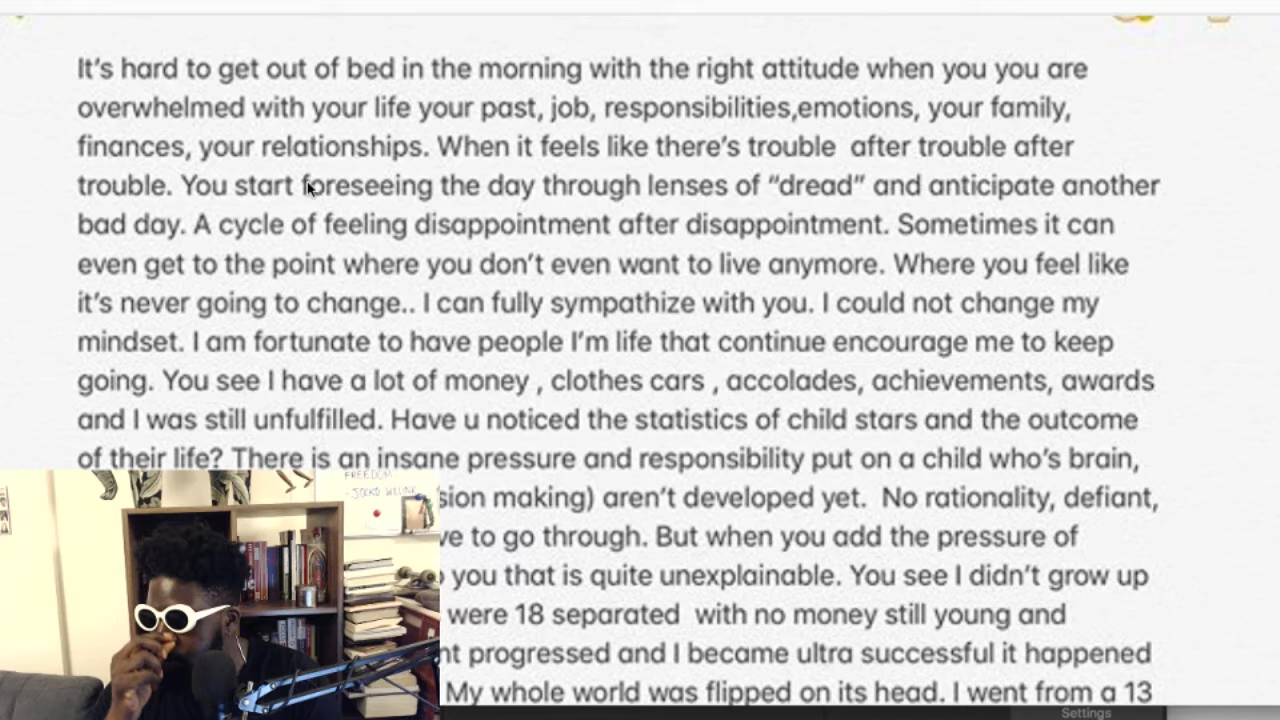 It's hard to get out of bed in the morning with the right attitude when you you are
overwhelmed with your life your past, job, responsibilities,emotions, your family,
finances, your relationships. When it feels like there's trouble  after trouble after
trouble. You start foreseeing the day through lenses of “dread” and anticipate another
bad day. A cycle of feeling disappointment after disappointment. Sometimes it can
even get to the point where you don't even want to live anymore. Where you feel like
it's never going to change.. I can fully sympathize with you. I could not change my
mindset. I am fortunate to have people I'm life that continue encourage me to keep
going. You see I have a lot of money , clothes cars , accolades, achievements, awards
and I was still unfulfilled. Have u noticed the statistics of child stars and the outcome
of their life? There is an insane pressure and responsibility put on a child who's brain,
sion making) aren't developed yet.  No rationality, defiant,
ve to go through. But when you add the pressure of
you that is quite unexplainable. You see I didn't grow up
were 18 separated  with no money still young and
nt progressed and I became ultra successful it happened
My whole world was flipped on its head. I went from a 13
FREEDOM
- JOCKO WILLINK
Settings